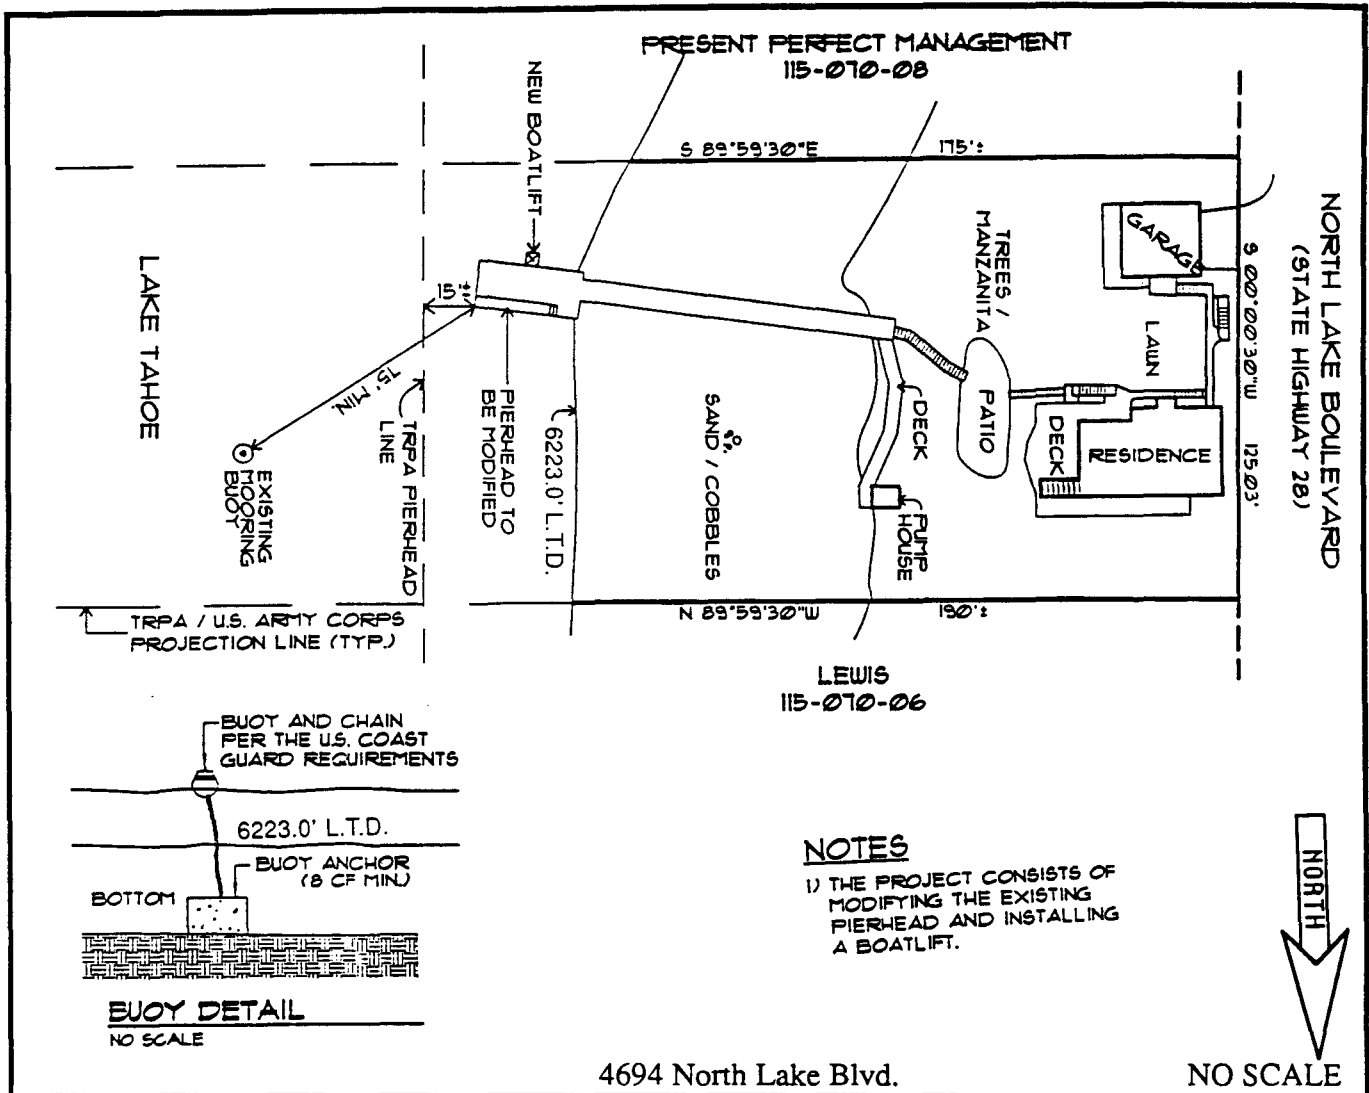 PRESENT PERFECT MANAGEMENT
115-070-08
NEW BOATLIFT
S 89°59'30"E
175'±
NORTH LAKE BOULEVARD
(STATE HIGHWAY 28)
S 00°00'30"W
125.03'
GARAGE
TREES /
MANZANITA
LAWN
LAKE TAHOE
15'±
75' MIN.
TRPA PIERHEAD
LINE
PIERHEAD TO
BE MODIFIED
6223.0' L.T.D.
SAND / COBBLES
DECK
PATIO
DECK
RESIDENCE
PUMP
HOUSE
EXISTING
MOORING
BUOY
TRPA / U.S. ARMY CORPS
PROJECTION LINE (TYP.)
N 89°59'30"W
190'±
LEWIS
115-070-06
BUOY AND CHAIN
PER THE U.S. COAST
GUARD REQUIREMENTS
6223.0' L.T.D.
BUOY ANCHOR
(8 CF MIN.)
BOTTOM
BUOY DETAIL
NO SCALE
NOTES
1) THE PROJECT CONSISTS OF
MODIFYING THE EXISTING
PIERHEAD AND INSTALLING
A BOATLIFT.
NORTH
4694 North Lake Blvd.
NO SCALE